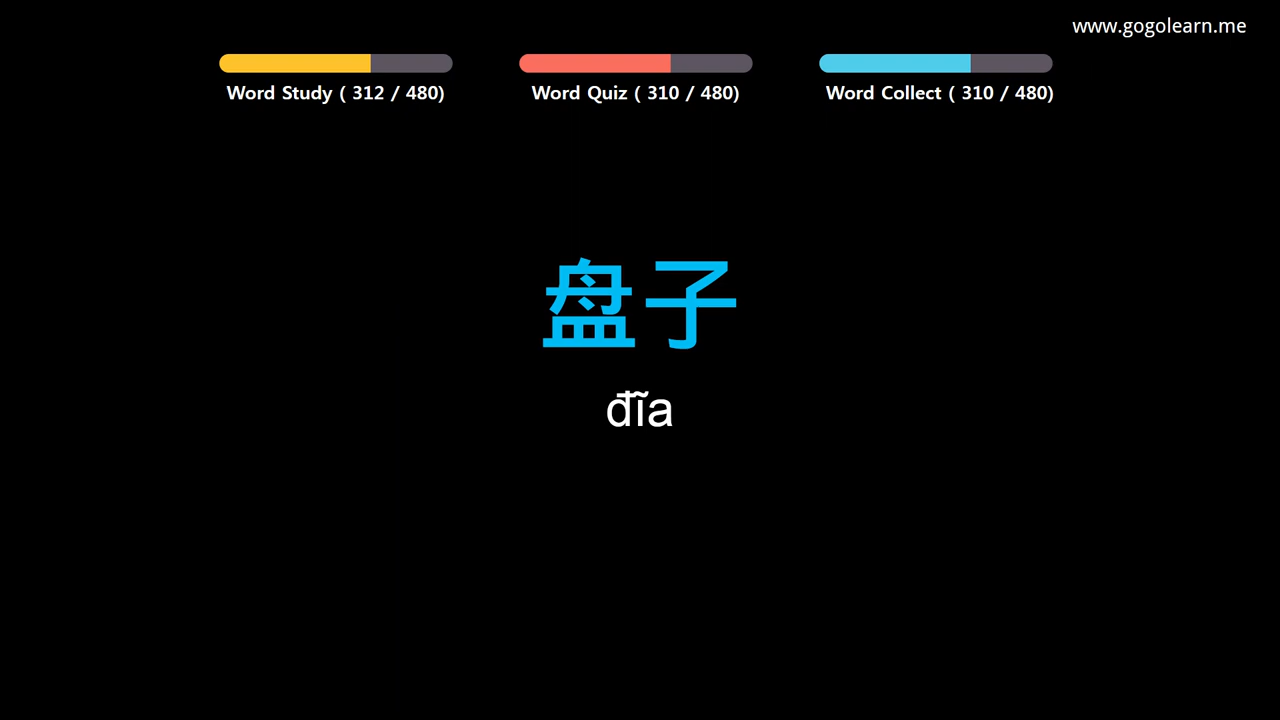 www.gogolearn.me
Word Study ( 312 / 480)
Word Quiz ( 310 / 480)
Word Collect ( 310 / 480)
盘子
đĩa